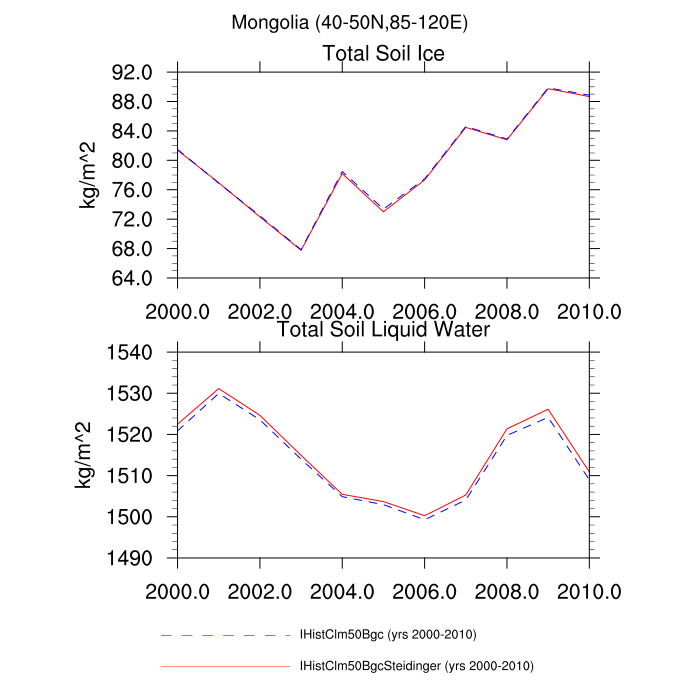 Mongolia (40-50N,85-120E)
Total Soil Ice
92.0
88.0
84.0
80.0
76.0
72.0
68.0
64.0
kg/m^2
2000.0 2002.0 2004.0 2006.0 2008.0 2010.0
Total Soil Liquid Water
1540
1530
1520
1510
1500
1490
kg/m^2
2000.0 2002.0 2004.0 2006.0 2008.0 2010.0
IHistClm50Bgc (yrs 2000-2010)
IHistClm50BgcSteidinger (yrs 2000-2010)